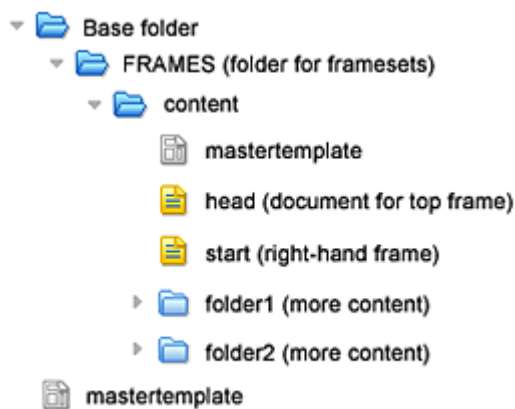 Base folder
FRAMES (folder for framesets)
content
mastertemplate
head (document for top frame)
start (right-hand frame)
folder1 (more content)
folder2 (more content)
mastertemplate